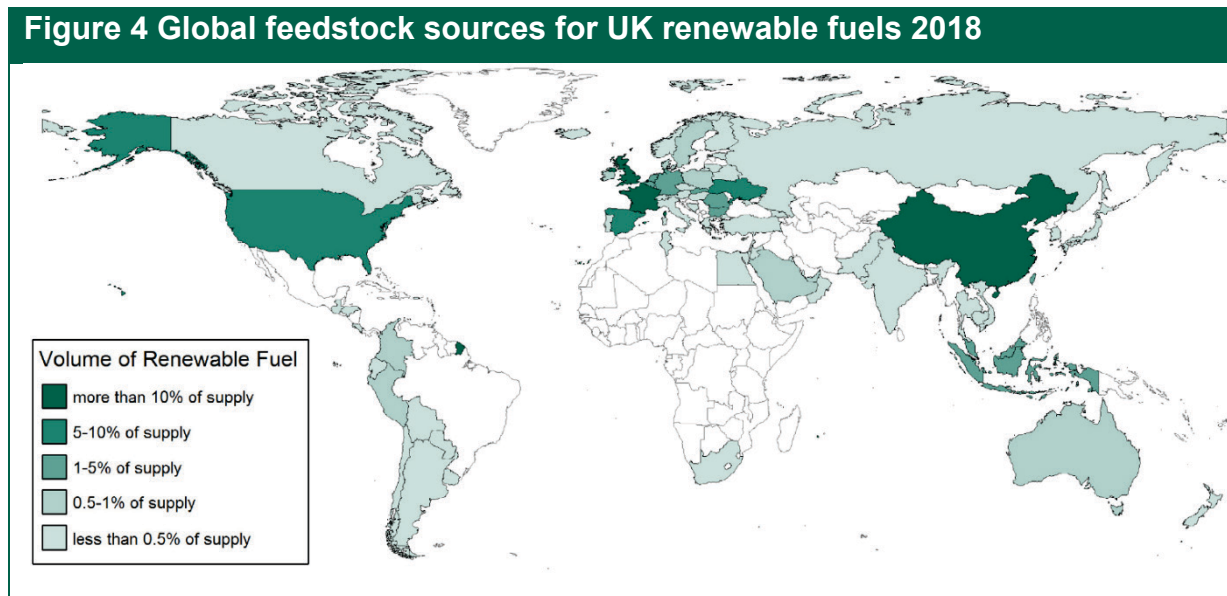 Figure 4 Global feedstock sources for UK renewable fuels 2018
Volume of Renewable Fuel
more than 10% of supply
5-10% of supply
1-5% of supply
0.5-1% of supply
less than 0.5% of supply